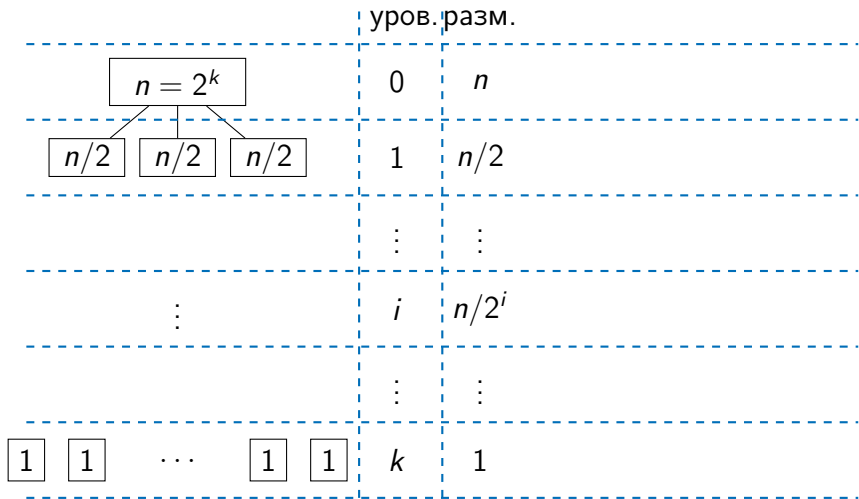 уров. разм.
n = 2^k 0 n
n/2 n/2 n/2 1 n/2
⋮ ⋮
⋮ i n/2^i
⋮ ⋮
1 1 ⋯ 1 1 k 1